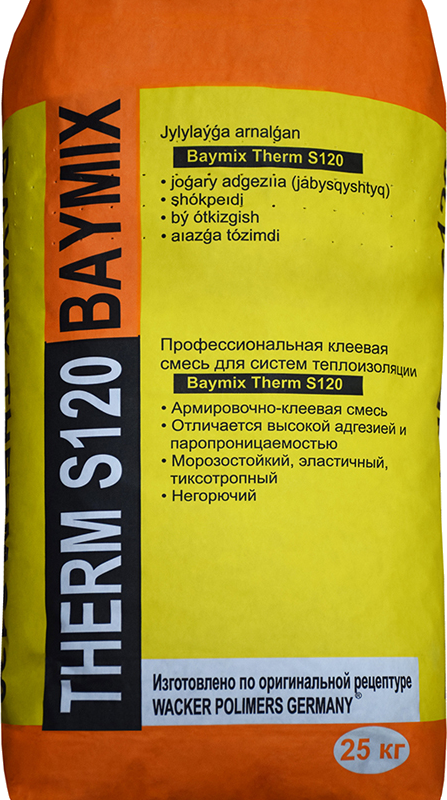 THERM S120 BAYMIX
Jylylaýǵa arnalǵan
Baymix Therm S120
• joǵary adgezııa (jábysqyshtyq)
• shókpeıdi
• bý ótkizgish
• aıazǵa tózimdi
Профессиональная клеевая
смесь для систем теплоизоляции
Baymix Therm S120
• Армировочно-клеевая смесь
• Отличается высокой адгезией и
паропроницаемостью
• Морозостойкий, эластичный,
тиксотропный
• Негорючий
Изготовлено по оригинальной рецептуре
WACKER POLIMERS GERMANY®
25 кг